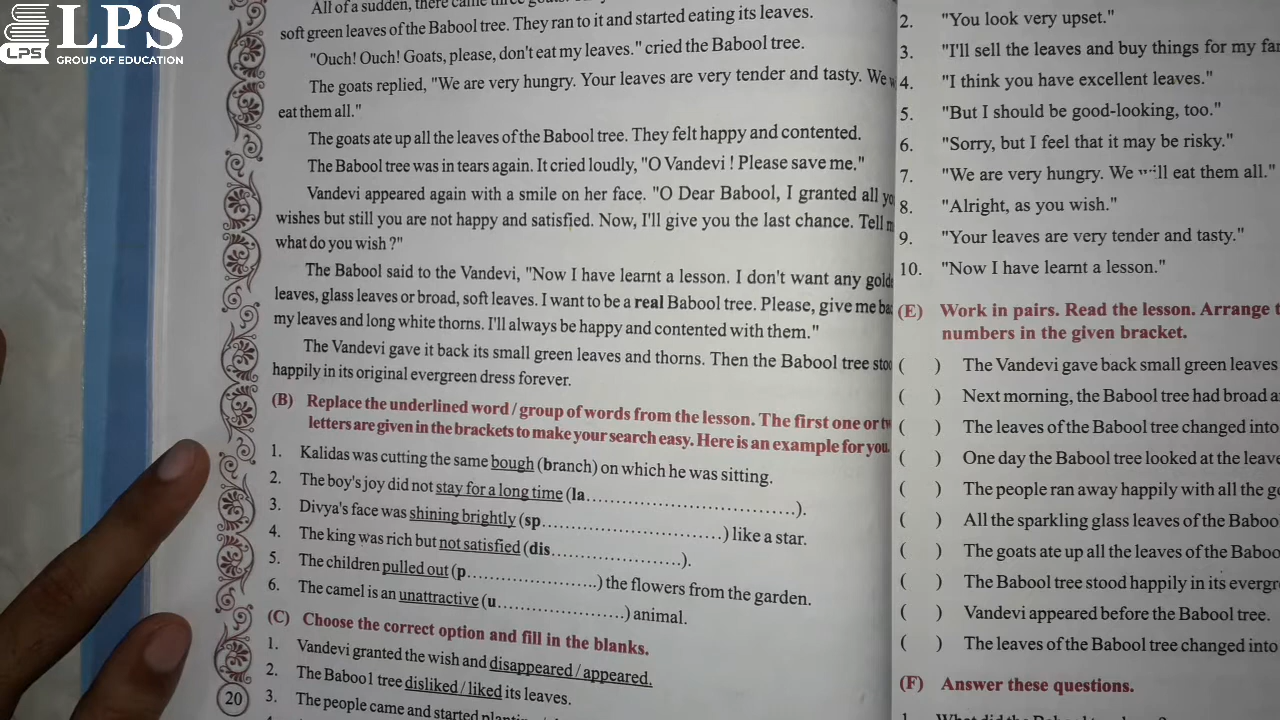 LPS
LPS
GROUP OF EDUCATION
All of a sudden, there came three
soft green leaves of the Babool tree. They ran to it and started eating its leaves.
"Ouch! Ouch! Goats, please, don't eat my leaves." cried the Babool tree.
The goats replied, "We are very hungry. Your leaves are very tender and tasty. We
eat them all."
The goats ate up all the leaves of the Babool tree. They felt happy and contented.
The Babool tree was in tears again. It cried loudly, "O Vandevi ! Please save me."
Vandevi appeared again with a smile on her face. "O Dear Babool, I granted all
wishes but still you are not happy and satisfied. Now, I'll give you the last chance. Tell
what do you wish ?"
The Babool said to the Vandevi, "Now I have learnt a lesson. I don't want any
leaves, glass leaves or broad, soft leaves. I want to be a real Babool tree. Please, give me
my leaves and long white thorns. I'll always be happy and contented with them."
The Vandevi gave it back its small green leaves and thorns. Then the Babool tree
happily in its original evergreen dress forever.
(B) Replace the underlined word / group of words from the lesson. The first one or
letters are given in the brackets to make your search easy. Here is an example for you.
1. Kalidas was cutting the same bough (branch) on which he was sitting.
2. The boy's joy did not stay for a long time (la..............................).
3. Divya's face was shining brightly (sp..........................) like a star.
4. The king was rich but not satisfied (dis...................).
5. The children pulled out (p.....................) the flowers from the garden.
6. The camel is an unattractive (u.....................) animal.
(C) Choose the correct option and fill in the blanks.
1. Vandevi granted the wish and disappeared / appeared.
2. The Babool tree disliked / liked its leaves.
3. The people came and started
20
2. "You look very upset."
3. "I'll sell the leaves and buy things for my
4. "I think you have excellent leaves."
5. "But I should be good-looking, too."
6. "Sorry, but I feel that it may be risky."
7. "We are very hungry. We will eat them all."
8. "Alright, as you wish."
9. "Your leaves are very tender and tasty."
10. "Now I have learnt a lesson."
(E) Work in pairs. Read the lesson. Arrange
numbers in the given bracket.
( ) The Vandevi gave back small green leaves
( ) Next morning, the Babool tree had broad
( ) The leaves of the Babool tree changed into
( ) One day the Babool tree looked at the
( ) The people ran away happily with all the
( ) All the sparkling glass leaves of the
( ) The goats ate up all the leaves of the
( ) The Babool tree stood happily in its
( ) Vandevi appeared before the Babool tree.
( ) The leaves of the Babool tree changed into
(F) Answer these questions.